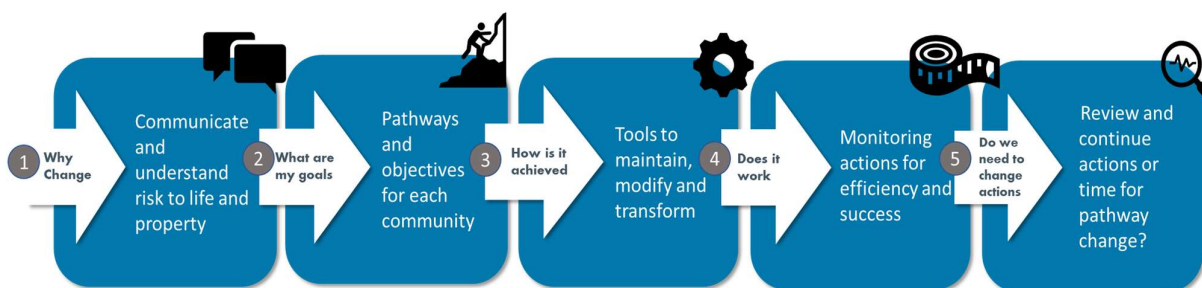 1
Why
Change
Communicate
and
understand
risk to life and
property
2
What are
my goals
Pathways
and
objectives
for each
community
3
How is it
achieved
Tools to
maintain,
modify and
transform
4
Does it
work
Monitoring
actions for
efficiency and
success
5
Do we
need to
change
actions
Review and
continue
actions or
time for
pathway
change?